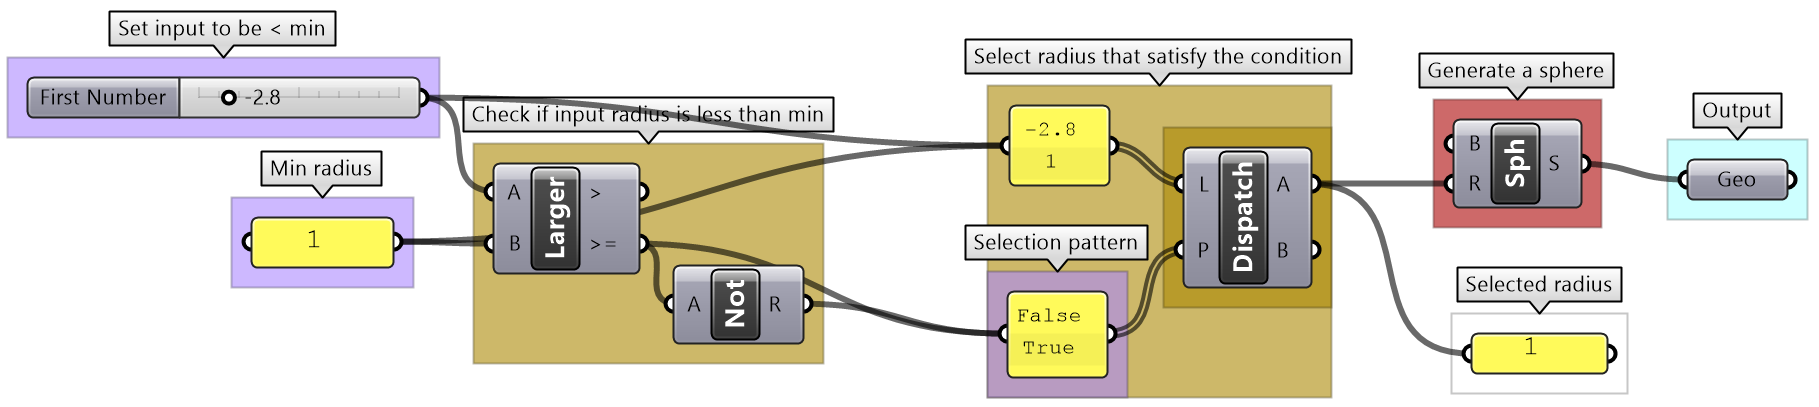 Set input to be < min
First Number
-2.8
Check if input radius is less than min
Min radius
1
A
B
Larger
>
>=
A
Not
R
Select radius that satisfy the condition
-2.8
1
Selection pattern
False
True
L
P
Dispatch
A
B
Generate a sphere
B
R
Sph
S
Output
Geo
Selected radius
1